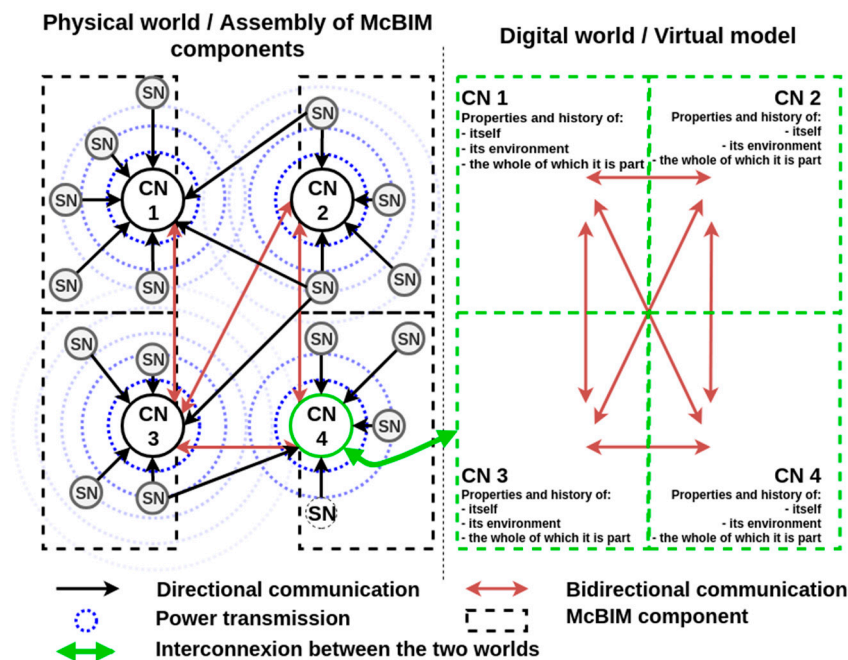 Physical world / Assembly of McBIM
components
Digital world / Virtual model
SN
SN
SN
SN
SN
CN
1
SN
SN
SN
SN
CN
2
SN
SN
SN
SN
CN
3
SN
SN
SN
SN
CN
4
SN
CN 1
Properties and history of:
- itself
- its environment
- the whole of which it is part
CN 2
Properties and history of:
- itself
- its environment
- the whole of which it is part
CN 3
Properties and history of:
- itself
- its environment
- the whole of which it is part
CN 4
Properties and history of:
- itself
- its environment
- the whole of which it is part
Directional communication
Bidirectional communication
Power transmission
McBIM component
Interconnexion between the two worlds